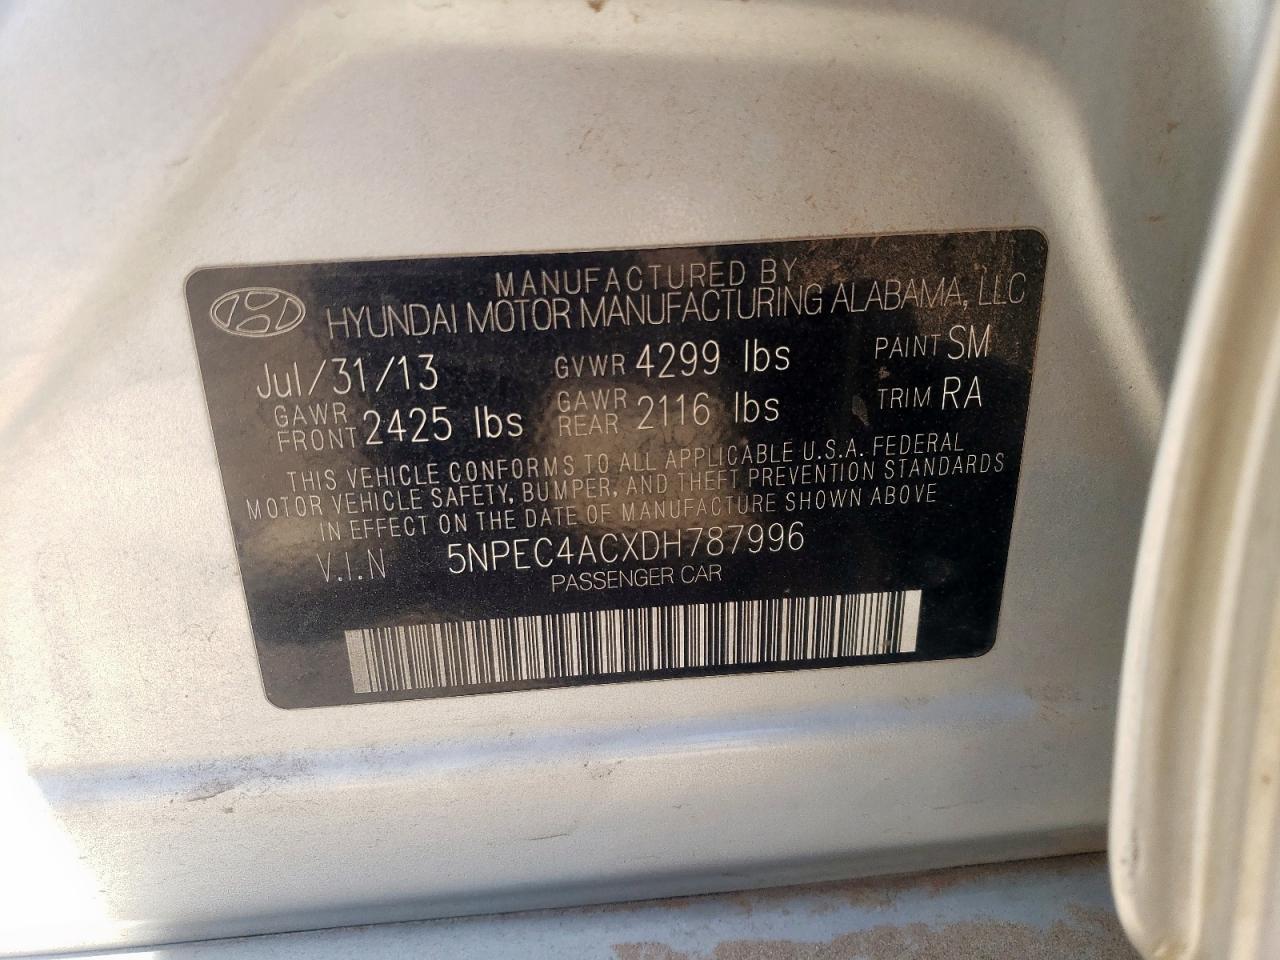 MANUFACTURED BY
HYUNDAI MOTOR MANUFACTURING ALABAMA, LLC
Jul/31/13 GVWR 4299 lbs PAINT SM
GAWR FRONT 2425 lbs GAWR REAR 2116 lbs TRIM RA
THIS VEHICLE CONFORMS TO ALL APPLICABLE U.S.A. FEDERAL
MOTOR VEHICLE SAFETY, BUMPER, AND THEFT PREVENTION STANDARDS
IN EFFECT ON THE DATE OF MANUFACTURE SHOWN ABOVE
V.I.N 5NPEC4ACXDH787996
PASSENGER CAR